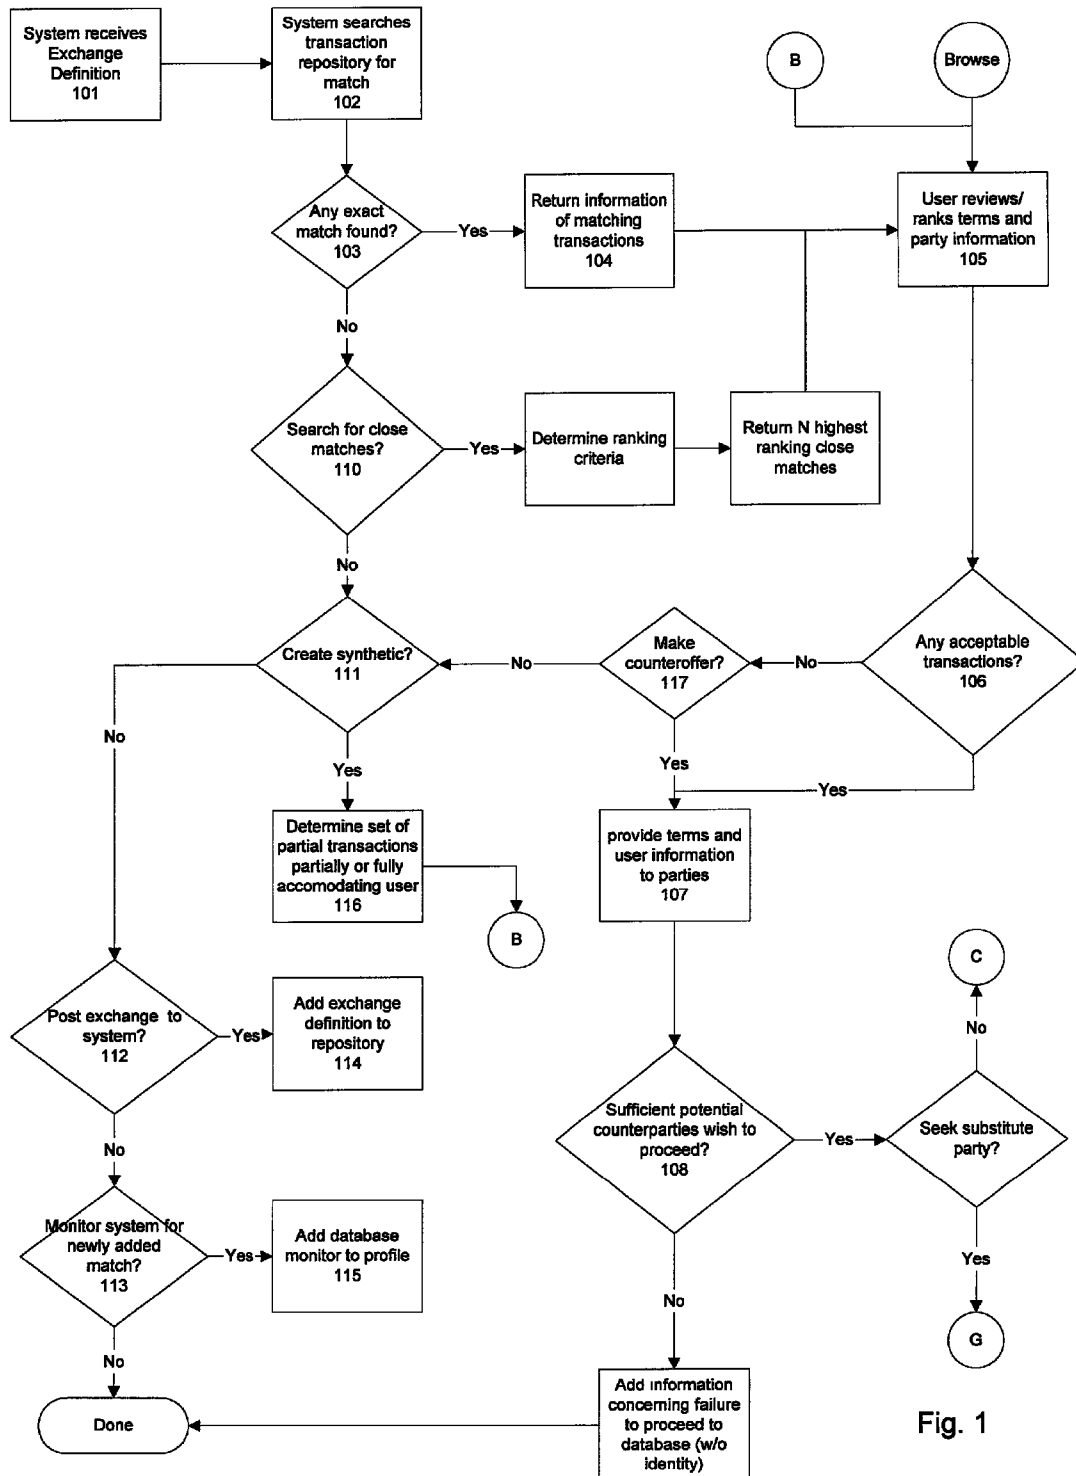 System receives
Exchange
Definition
101
System searches
transaction
repository for
match
102
B
Browse
Any exact
match found?
103
Yes
Return information
of matching
transactions
104
User reviews/
ranks terms and
party information
105
No
Search for close
matches?
110
Yes
Determine ranking
criteria
Return N highest
ranking close
matches
No
Create synthetic?
111
No
Make
counteroffer?
117
No
Any acceptable
transactions?
106
No
Yes
Yes
Yes
Determine set of
partial transactions
partially or fully
accomodating user
116
B
provide terms and
user information
to parties
107
C
No
Post exchange to
system?
112
Yes
Add exchange
definition to
repository
114
Sufficient potential
counterparties wish to
proceed?
108
Yes
Seek substitute
party?
No
Monitor system for
newly added
match?
113
Yes
Add database
monitor to profile
115
Yes
No
G
No
Done
Add information
concerning failure
to proceed to
database (w/o
identity)
Fig. 1